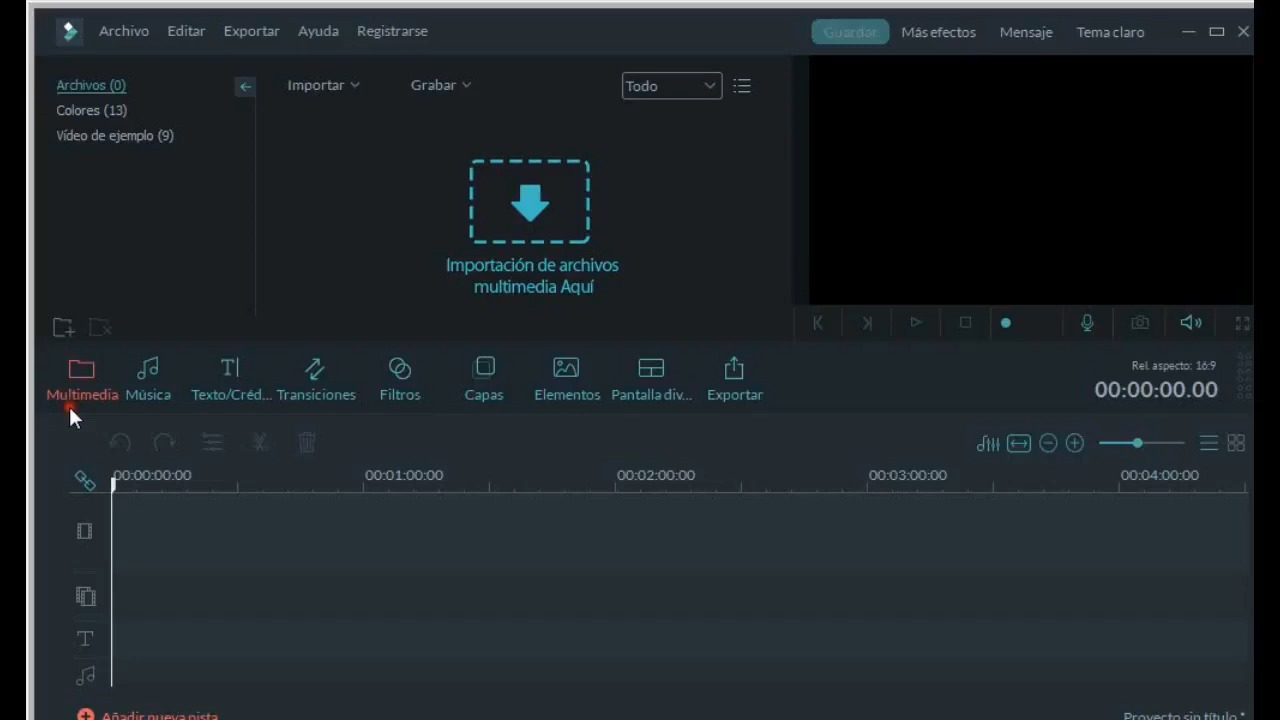 Archivo Editar Exportar Ayuda Registrarse Guardar Más efectos Mensaje Tema claro
Archivos (0) Importar Grabar Todo
Colores (13)
Vídeo de ejemplo (9)
Importación de archivos
multimedia Aquí
Multimedia Música Texto/Créd... Transiciones Filtros Capas Elementos Pantalla div... Exportar
Rel. aspecto: 16:9
00:00:00.00
00:00:00:00 00:01:00:00 00:02:00:00 00:03:00:00 00:04:00:00
Añadir nueva pista Proyecto sin título *